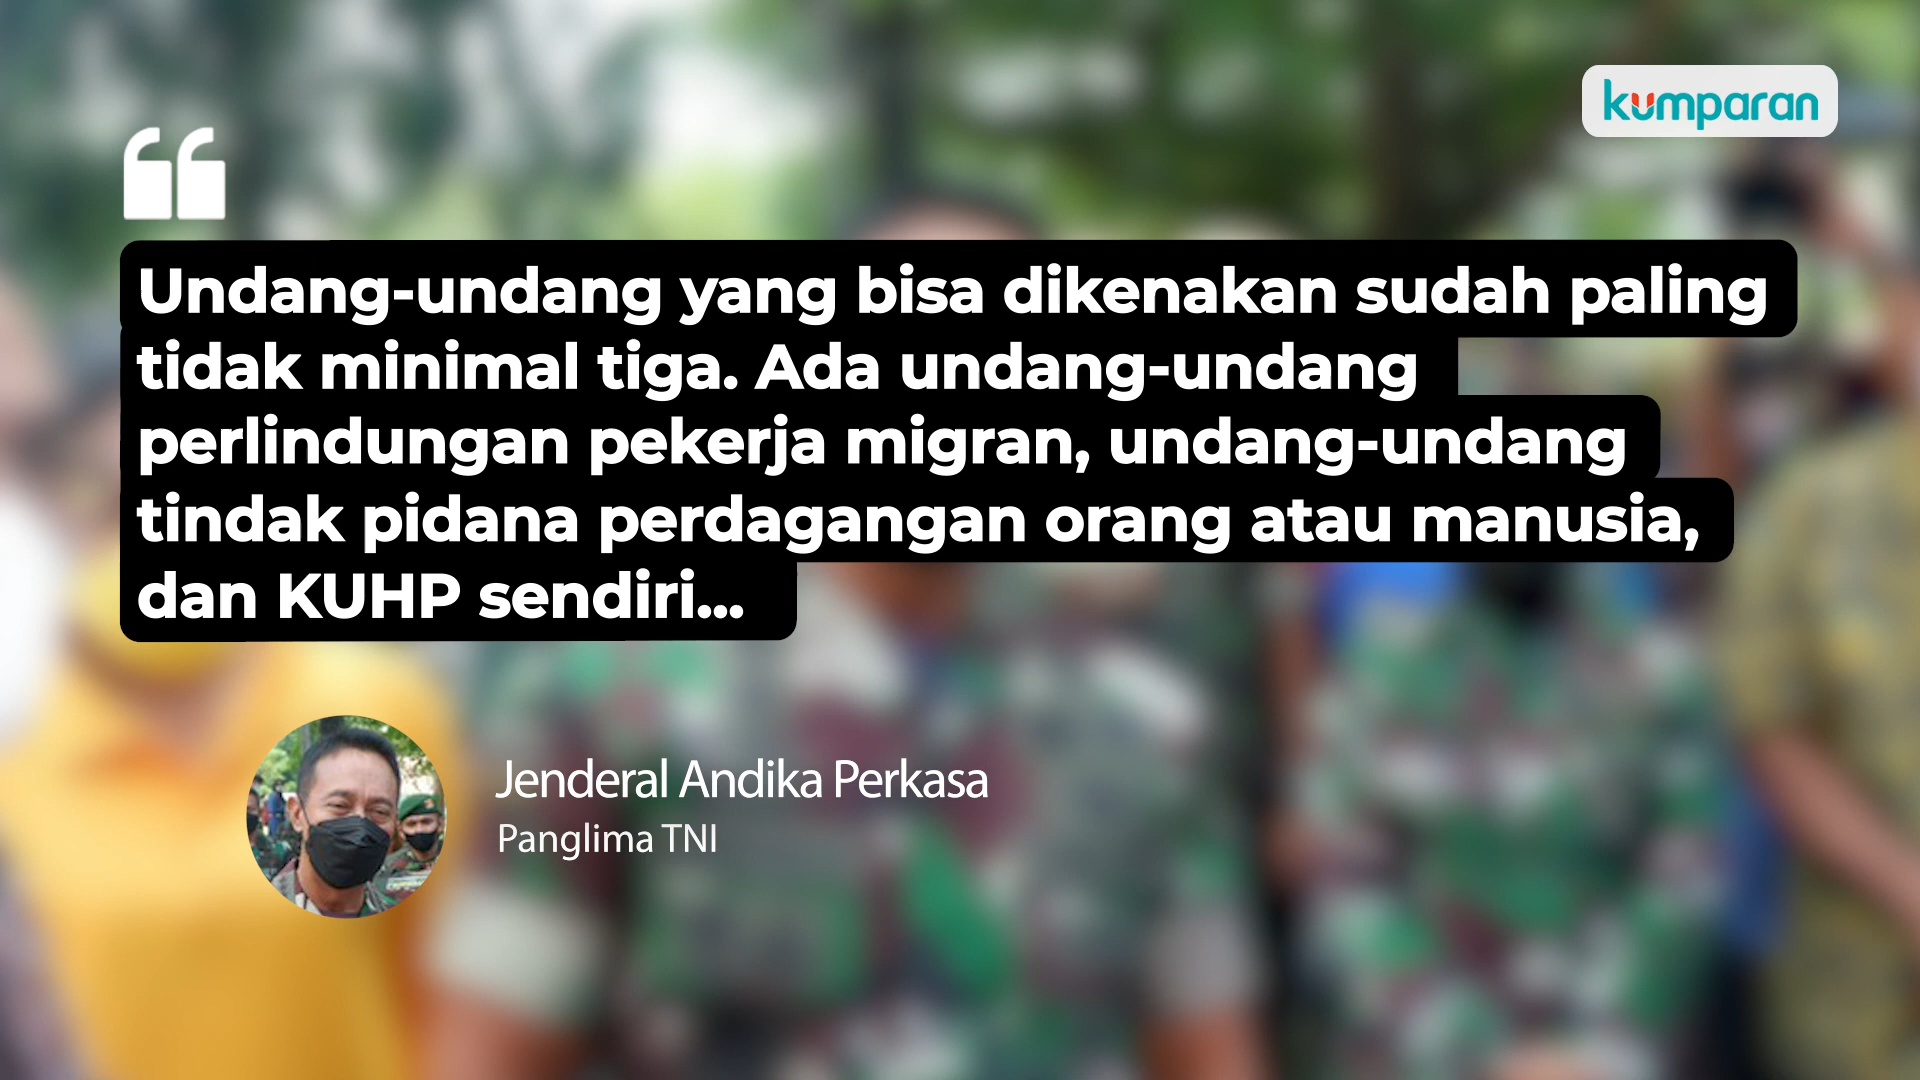 kumparan
“
Undang-undang yang bisa dikenakan sudah paling
tidak minimal tiga. Ada undang-undang
perlindungan pekerja migran, undang-undang
tindak pidana perdagangan orang atau manusia,
dan KUHP sendiri...
Jenderal Andika Perkasa
Panglima TNI